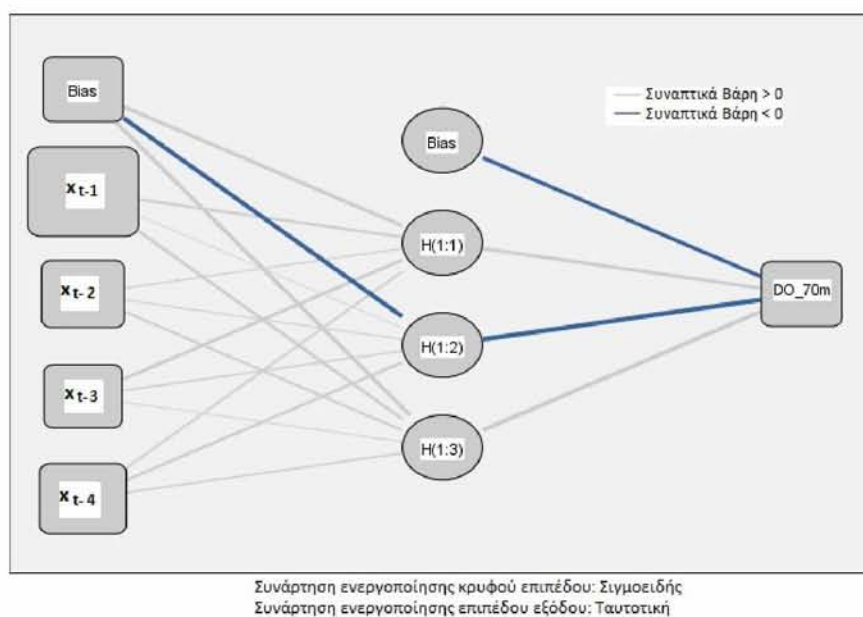 Bias
Συναπτικά Βάρη > 0
Συναπτικά Βάρη < 0
Bias
x t-1
H(1:1)
x t-2
DO_70m
H(1:2)
x t-3
H(1:3)
x t-4
Συνάρτηση ενεργοποίησης κρυφού επιπέδου: Σιγμοειδής
Συνάρτηση ενεργοποίησης επιπέδου εξόδου: Ταυτοτική